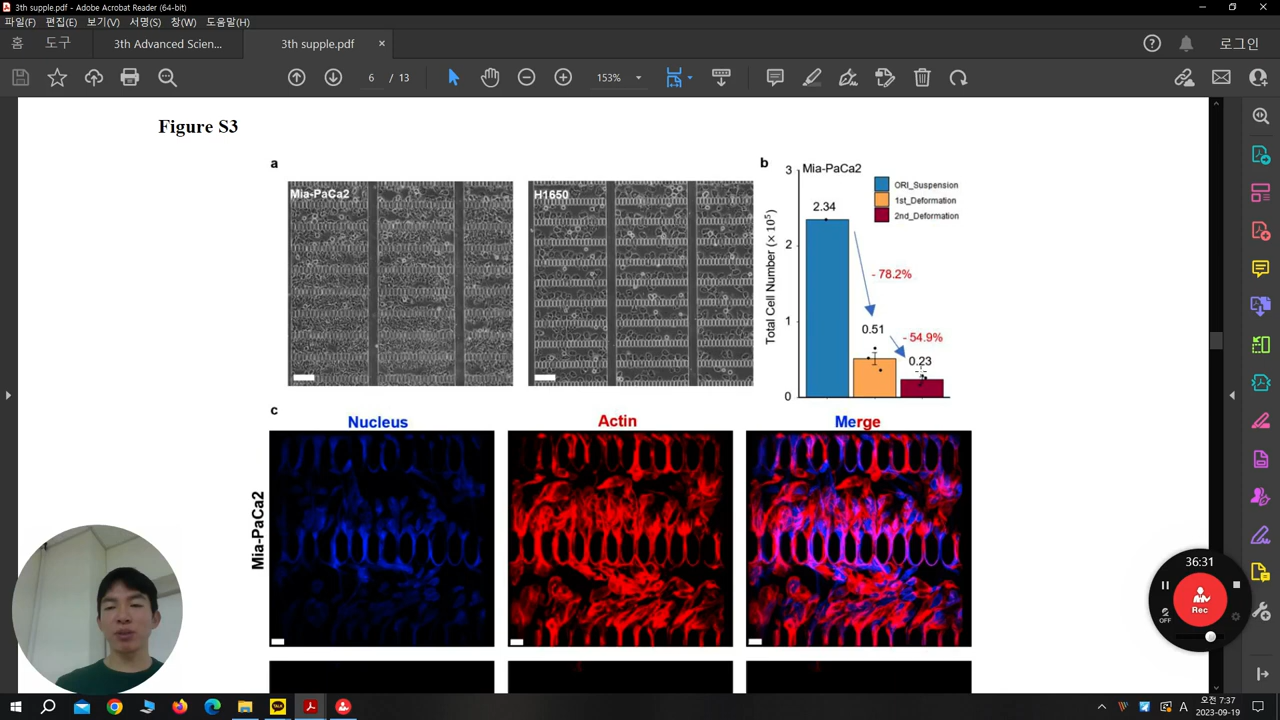 3th supple.pdf - Adobe Acrobat Reader (64-bit)
파일(F) 편집(E) 보기(V) 서명(S) 창(W) 도움말(H)
홈 도구 3th Advanced Scien... 3th supple.pdf × 로그인
6 / 13 153%
Figure S3
a
Mia-PaCa2
H1650
b
Mia-PaCa2
ORI_Suspension
1st_Deformation
2nd_Deformation
Total Cell Number (×10⁵)
3
2
1
0
2.34
- 78.2%
0.51
- 54.9%
0.23
c
Nucleus Actin Merge
Mia-PaCa2
36:31
Rec
OFF
TALK
A
오전 7:37
2023-09-19